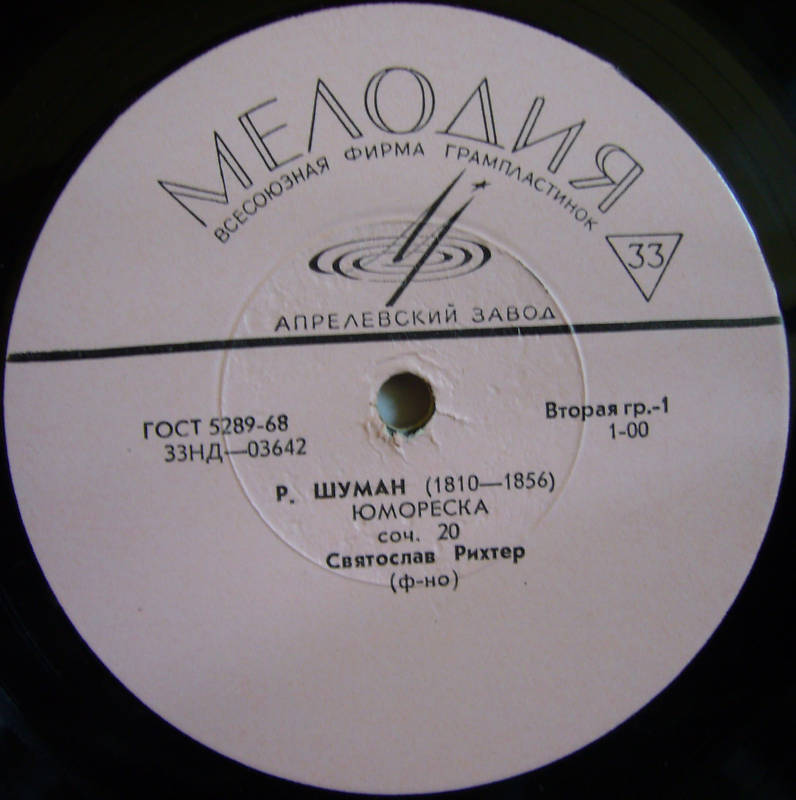 МЕЛОДИЯ
ВСЕСОЮЗНАЯ ФИРМА ГРАМПЛАСТИНОК
33
АПРЕЛЕВСКИЙ ЗАВОД
ГОСТ 5289-68
33НД—03642
Вторая гр.-1
1-00
Р. ШУМАН (1810—1856)
ЮМОРЕСКА
соч. 20
Святослав Рихтер
(ф-но)